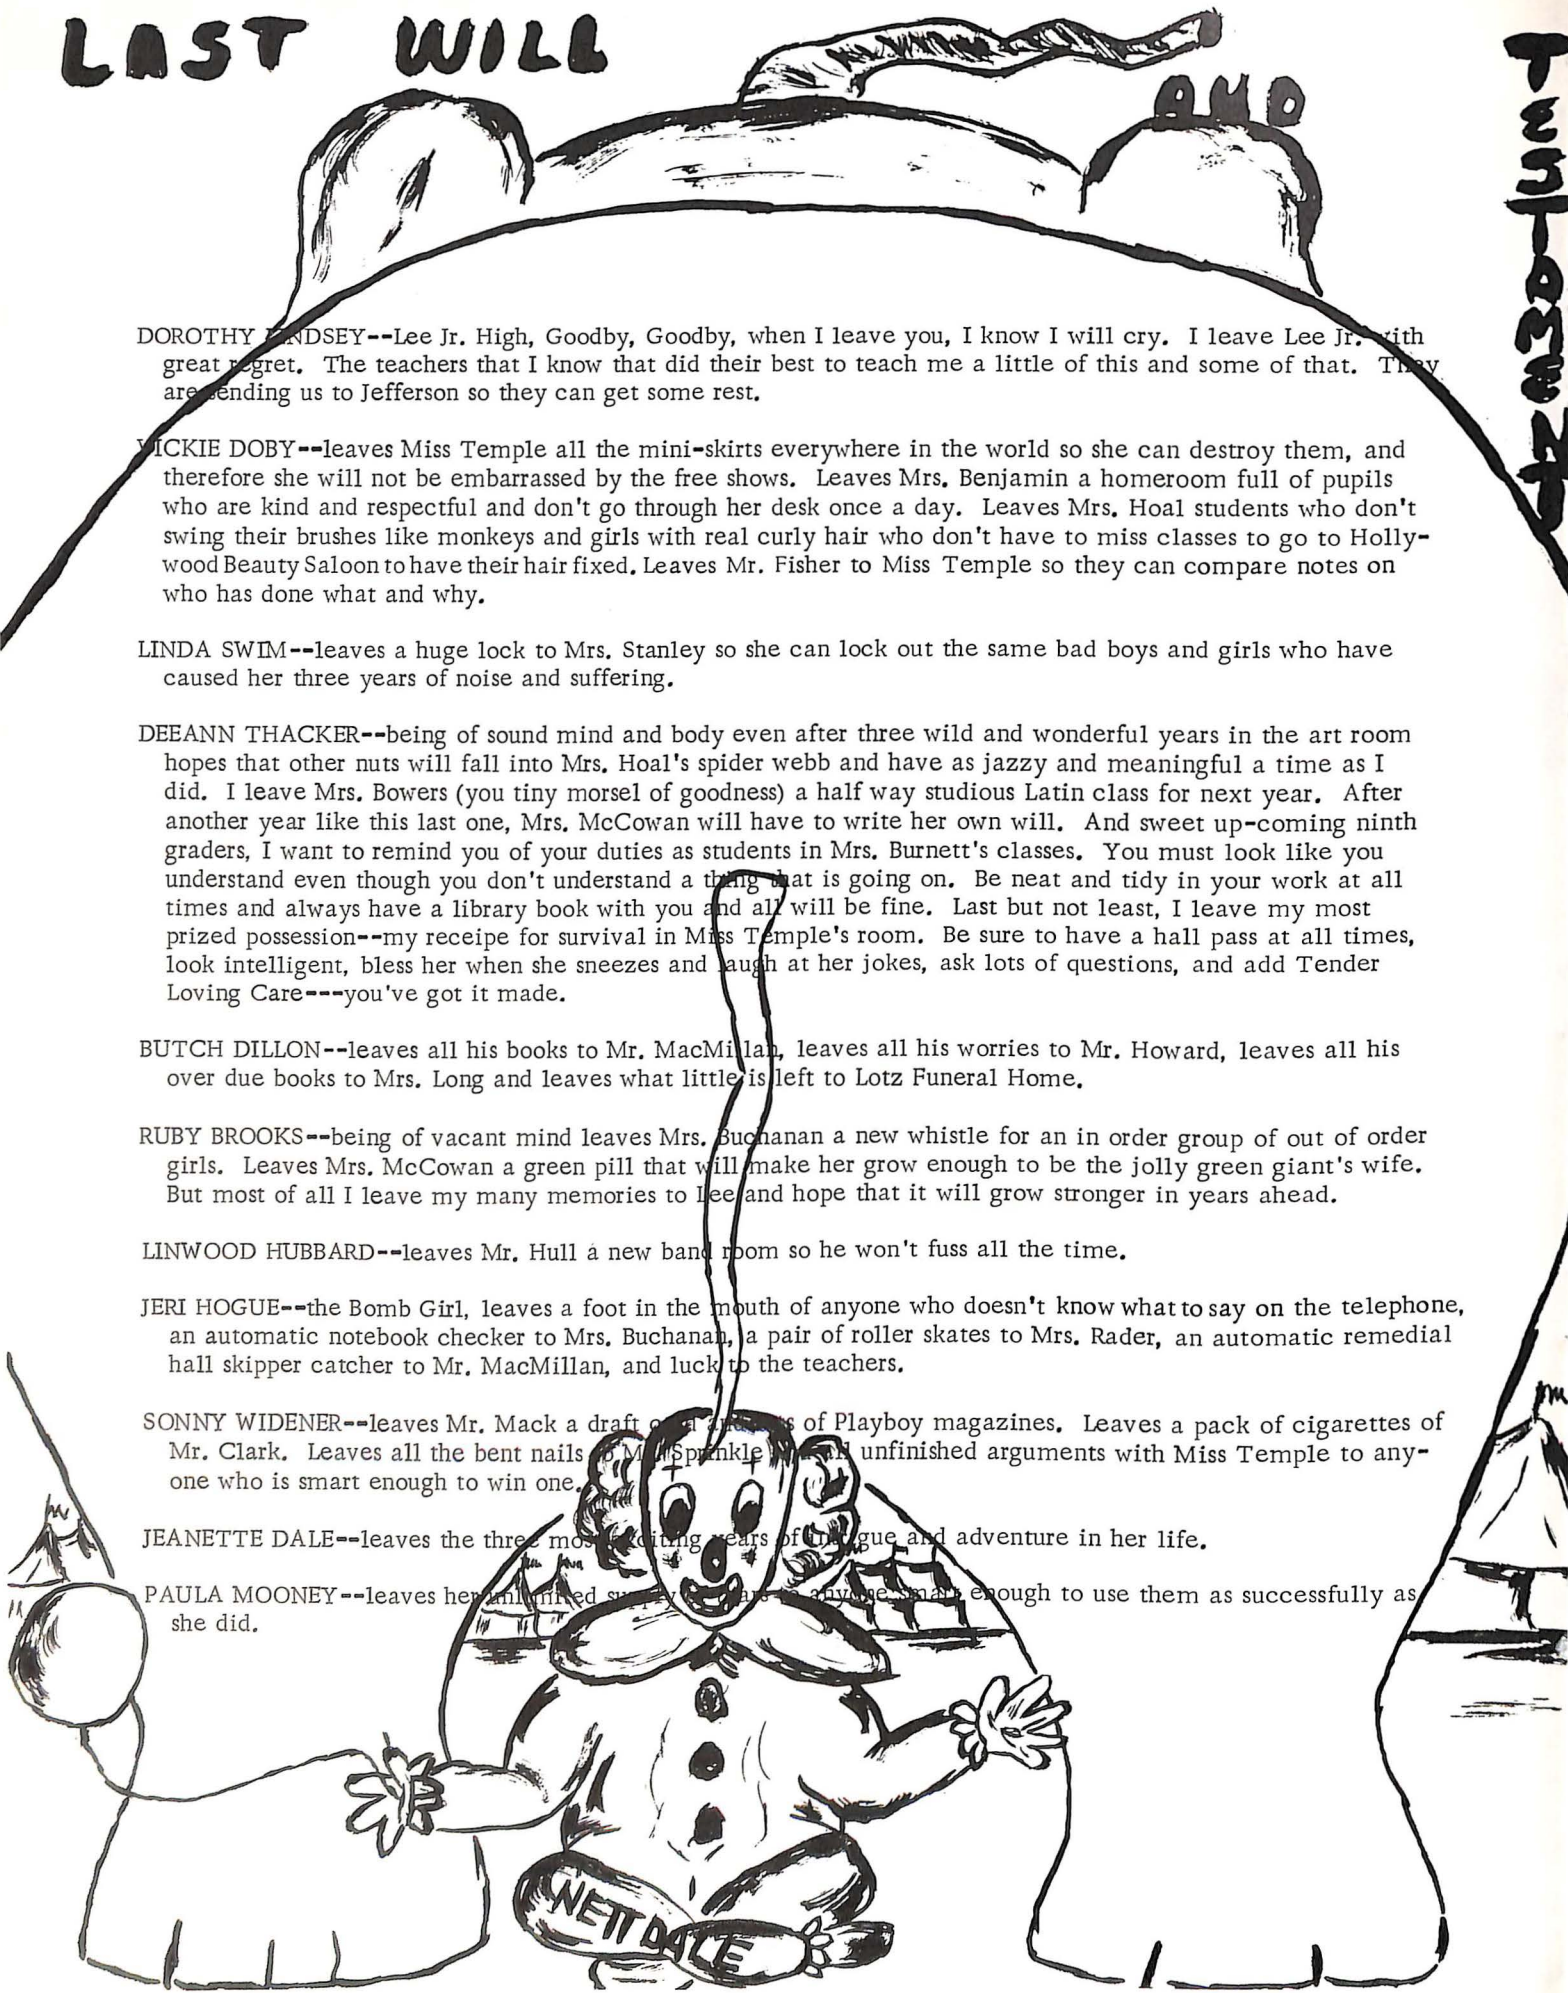 LAST WILL
AND
TESTAMENT
DOROTHY LINDSEY--Lee Jr. High, Goodby, Goodby, when I leave you, I know I will cry. I leave Lee Jr. with
great regret. The teachers that I know that did their best to teach me a little of this and some of that. They
are sending us to Jefferson so they can get some rest.
VICKIE DOBY--leaves Miss Temple all the mini-skirts everywhere in the world so she can destroy them, and
therefore she will not be embarrassed by the free shows. Leaves Mrs. Benjamin a homeroom full of pupils
who are kind and respectful and don't go through her desk once a day. Leaves Mrs. Hoal students who don't
swing their brushes like monkeys and girls with real curly hair who don't have to miss classes to go to Holly-
wood Beauty Saloon to have their hair fixed. Leaves Mr. Fisher to Miss Temple so they can compare notes on
who has done what and why.
LINDA SWIM--leaves a huge lock to Mrs. Stanley so she can lock out the same bad boys and girls who have
caused her three years of noise and suffering.
DEEANN THACKER--being of sound mind and body even after three wild and wonderful years in the art room
hopes that other nuts will fall into Mrs. Hoal's spider webb and have as jazzy and meaningful a time as I
did. I leave Mrs. Bowers (you tiny morsel of goodness) a half way studious Latin class for next year. After
another year like this last one, Mrs. McCowan will have to write her own will. And sweet up-coming ninth
graders, I want to remind you of your duties as students in Mrs. Burnett's classes. You must look like you
understand even though you don't understand a thing that is going on. Be neat and tidy in your work at all
times and always have a library book with you and all will be fine. Last but not least, I leave my most
prized possession--my receipe for survival in Miss Temple's room. Be sure to have a hall pass at all times,
look intelligent, bless her when she sneezes and laugh at her jokes, ask lots of questions, and add Tender
Loving Care---you've got it made.
BUTCH DILLON--leaves all his books to Mr. MacMillan, leaves all his worries to Mr. Howard, leaves all his
over due books to Mrs. Long and leaves what little is left to Lotz Funeral Home.
RUBY BROOKS--being of vacant mind leaves Mrs. Buchanan a new whistle for an in order group of out of order
girls. Leaves Mrs. McCowan a green pill that will make her grow enough to be the jolly green giant's wife.
But most of all I leave my many memories to Lee and hope that it will grow stronger in years ahead.
LINWOOD HUBBARD--leaves Mr. Hull a new band room so he won't fuss all the time.
JERI HOGUE--the Bomb Girl, leaves a foot in the mouth of anyone who doesn't know what to say on the telephone,
an automatic notebook checker to Mrs. Buchanan, a pair of roller skates to Mrs. Rader, an automatic remedial
hall skipper catcher to Mr. MacMillan, and luck to the teachers.
SONNY WIDENER--leaves Mr. Mack a draft of Playboy magazines. Leaves a pack of cigarettes of
Mr. Clark. Leaves all the bent nails Sprinkle unfinished arguments with Miss Temple to any-
one who is smart enough to win one.
JEANETTE DALE--leaves the three most exciting years of and adventure in her life.
PAULA MOONEY--leaves her unlimited supply anyone smart enough to use them as successfully as
she did.
NETT DALE